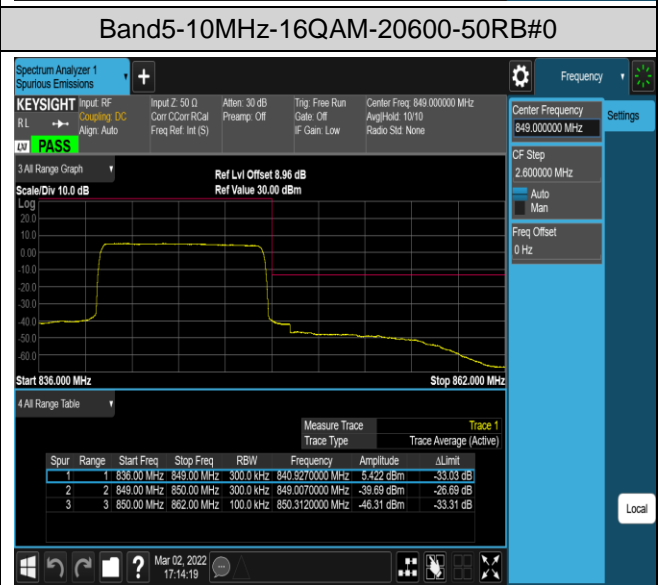 Band5-10MHz-16QAM-20600-50RB#0
Spectrum Analyzer 1
Spurious Emissions
Frequency
KEYSIGHT
RL
PASS
Input: RF
Coupling: DC
Align: Auto
Input Z: 50 Ω
Corr CCorr RCal
Freq Ref: Int (S)
Atten: 30 dB
Preamp: Off
Trig: Free Run
Gate: Off
IF Gain: Low
Center Freq: 849.000000 MHz
Avg|Hold: 10/10
Radio Std: None
Center Frequency
849.000000 MHz
Settings
CF Step
2.600000 MHz
Auto
Man
Freq Offset
0 Hz
3 All Range Graph
Scale/Div 10.0 dB
Ref Lvl Offset 8.96 dB
Ref Value 30.00 dBm
Log
20.0
10.0
0.00
-10.0
-20.0
-30.0
-40.0
-50.0
-60.0
Start 836.000 MHz
Stop 862.000 MHz
4 All Range Table
Measure Trace Trace 1
Trace Type Trace Average (Active)
Spur Range Start Freq Stop Freq RBW Frequency Amplitude ΔLimit
1 1 836.00 MHz 849.00 MHz 300.0 kHz 840.9270000 MHz 5.422 dBm -33.03 dB
2 2 849.00 MHz 850.00 MHz 300.0 kHz 849.0070000 MHz -39.69 dBm -26.69 dB
3 3 850.00 MHz 862.00 MHz 100.0 kHz 850.3120000 MHz -46.31 dBm -33.31 dB
Local
Mar 02, 2022
17:14:19